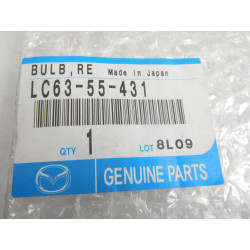 BULB,RE Made in Japan
LC63-55-431
QTY 1 LOT 8L09
GENUINE PARTS